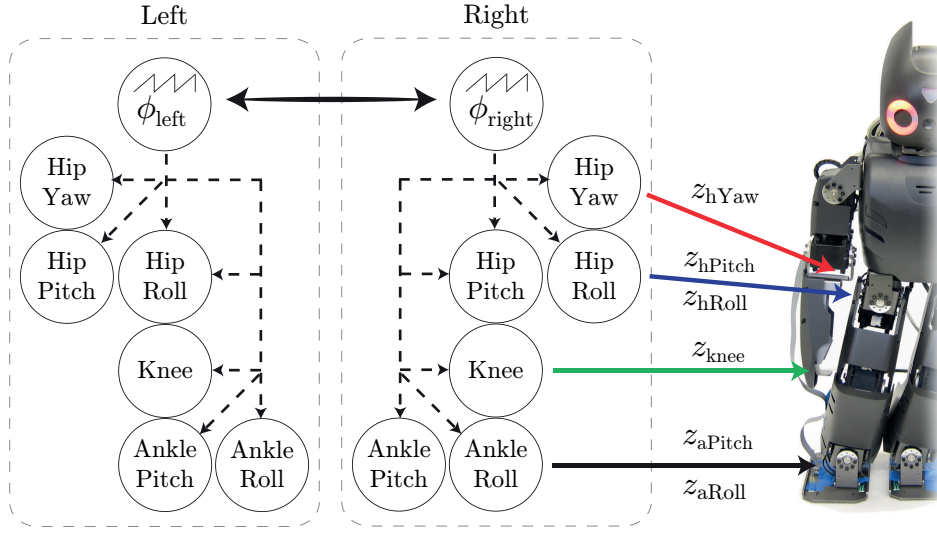 Left
Right
ϕleft
ϕright
Hip
Yaw
Hip
Yaw
zhYaw
Hip
Pitch
Hip
Roll
Hip
Pitch
Hip
Roll
zhPitch
zhRoll
Knee
Knee
zknee
Ankle
Pitch
Ankle
Roll
Ankle
Pitch
Ankle
Roll
zaPitch
zaRoll